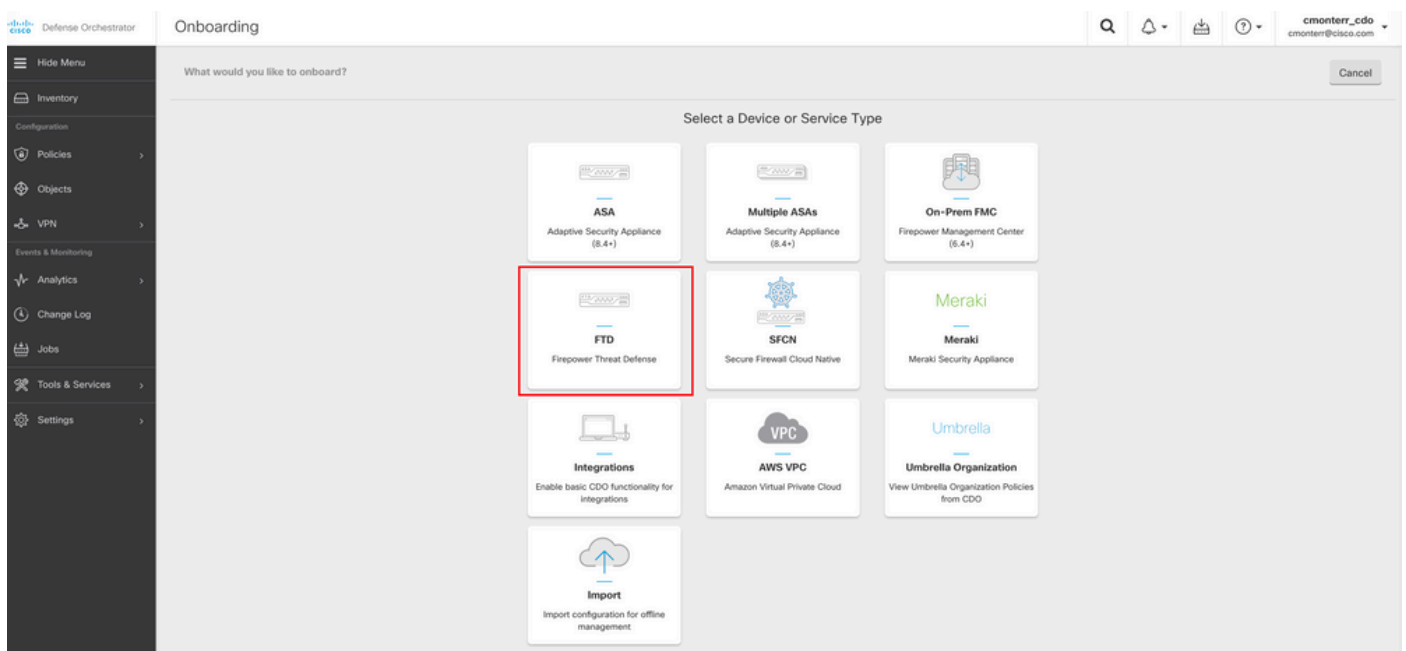 cisco Defense Orchestrator
Onboarding
cmonterr_cdo
cmonterr@cisco.com
Hide Menu
Inventory
Configuration
Policies
Objects
VPN
Events & Monitoring
Analytics
Change Log
Jobs
Tools & Services
Settings
What would you like to onboard?
Cancel
Select a Device or Service Type
ASA
Adaptive Security Appliance
(8.4+)
Multiple ASAs
Adaptive Security Appliance
(8.4+)
On-Prem FMC
Firepower Management Center
(6.4+)
FTD
Firepower Threat Defense
SFCN
Secure Firewall Cloud Native
Meraki
Meraki
Meraki Security Appliance
Integrations
Enable basic CDO functionality for
integrations
VPC
AWS VPC
Amazon Virtual Private Cloud
Umbrella
Umbrella Organization
View Umbrella Organization Policies
from CDO
Import
Import configuration for offline
management